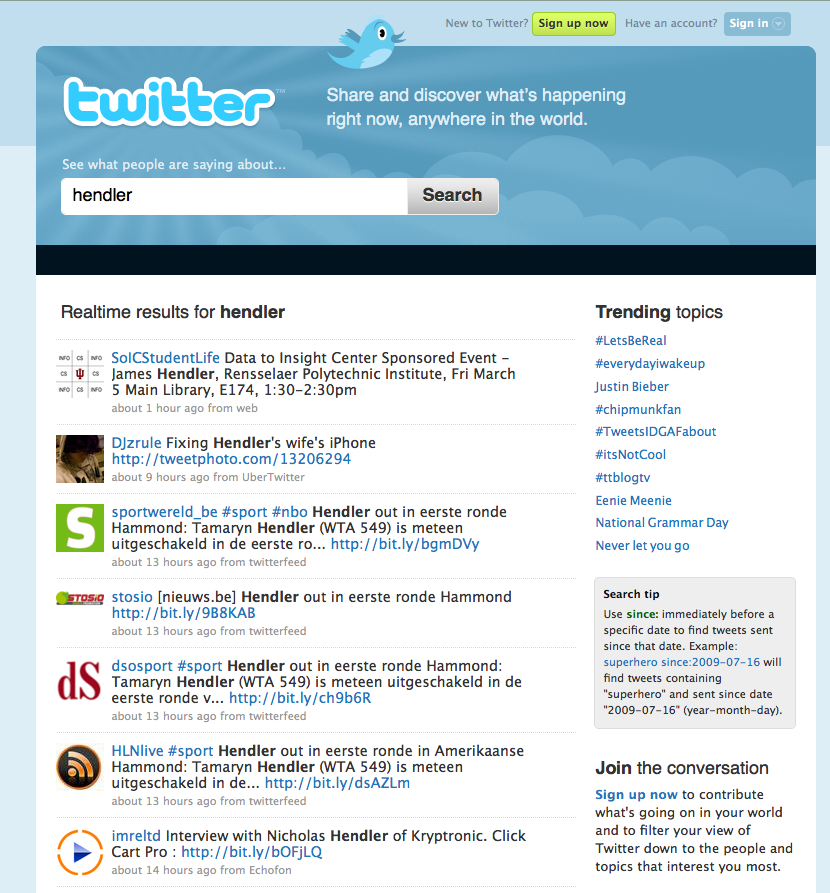 New to Twitter? Sign up now Have an account? Sign in
twitter™
Share and discover what's happening
right now, anywhere in the world.
See what people are saying about...
hendler Search
Realtime results for hendler
SoICStudentLife Data to Insight Center Sponsored Event -
James Hendler, Rensselaer Polytechnic Institute, Fri March
5 Main Library, E174, 1:30-2:30pm
about 1 hour ago from web
INFO CS INFO
CS CS
INFO CS INFO
DJzrule Fixing Hendler's wife's iPhone
http://tweetphoto.com/13206294
about 9 hours ago from UberTwitter
S
sportwereld_be #sport #nbo Hendler out in eerste ronde
Hammond: Tamaryn Hendler (WTA 549) is meteen
uitgeschakeld in de eerste ro... http://bit.ly/bgmDVy
about 13 hours ago from twitterfeed
STOSIO
stosio [nieuws.be] Hendler out in eerste ronde Hammond
http://bit.ly/9B8KAB
about 13 hours ago from twitterfeed
dS
dsosport #sport Hendler out in eerste ronde Hammond:
Tamaryn Hendler (WTA 549) is meteen uitgeschakeld in de
eerste ronde v... http://bit.ly/ch9b6R
about 13 hours ago from twitterfeed
HLNlive #sport Hendler out in eerste ronde in Amerikaanse
Hammond: Tamaryn Hendler (WTA 549) is meteen
uitgeschakeld in de... http://bit.ly/dsAZLm
about 13 hours ago from twitterfeed
imreltd Interview with Nicholas Hendler of Kryptronic. Click
Cart Pro : http://bit.ly/bOFjLQ
about 14 hours ago from Echofon
Trending topics
#LetsBeReal
#everydayiwakeup
Justin Bieber
#chipmunkfan
#TweetsIDGAFabout
#itsNotCool
#ttblogtv
Eenie Meenie
National Grammar Day
Never let you go
Search tip
Use since: immediately before a
specific date to find tweets sent
since that date. Example:
superhero since:2009-07-16 will
find tweets containing
"superhero" and sent since date
"2009-07-16" (year-month-day).
Join the conversation
Sign up now to contribute
what's going on in your world
and to filter your view of
Twitter down to the people and
topics that interest you most.